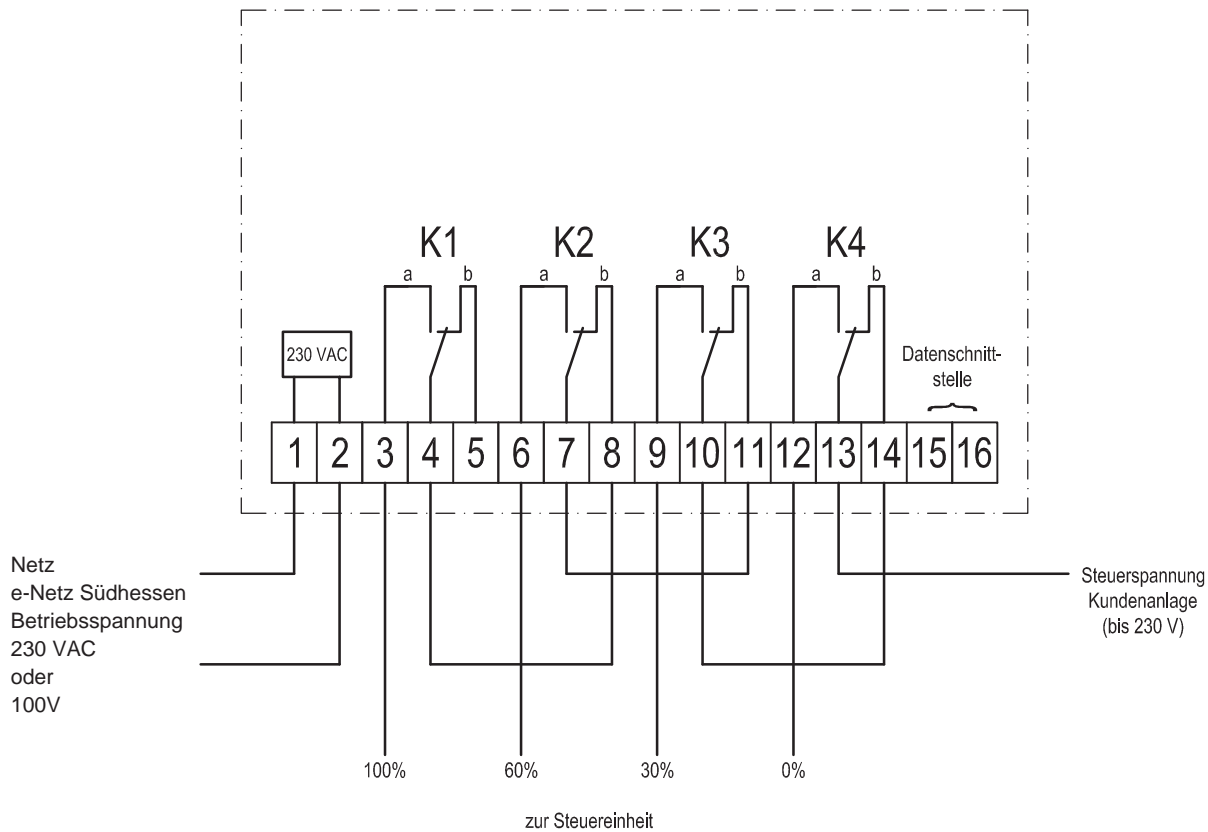 K1 K2 K3 K4
a b a b a b a b
230 VAC
Datenschnitt-
stelle
1 2 3 4 5 6 7 8 9 10 11 12 13 14 15 16
Netz
e-Netz Südhessen
Betriebsspannung
230 VAC
oder
100V
Steuerspannung
Kundenanlage
(bis 230 V)
100% 60% 30% 0%
zur Steuereinheit